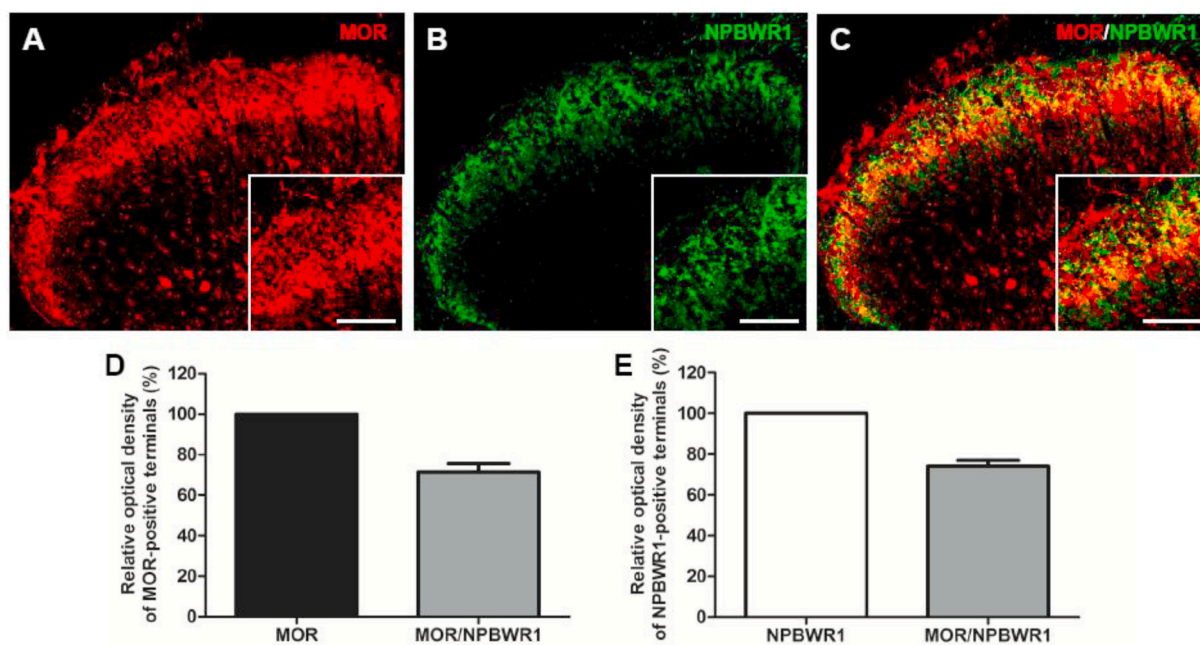 A
MOR
B
NPBWR1
C
MOR/NPBWR1
D
Relative optical density
of MOR-positive terminals (%)
120
100
80
60
40
20
0
MOR
MOR/NPBWR1
E
Relative optical density
of NPBWR1-positive terminals (%)
120
100
80
60
40
20
0
NPBWR1
MOR/NPBWR1